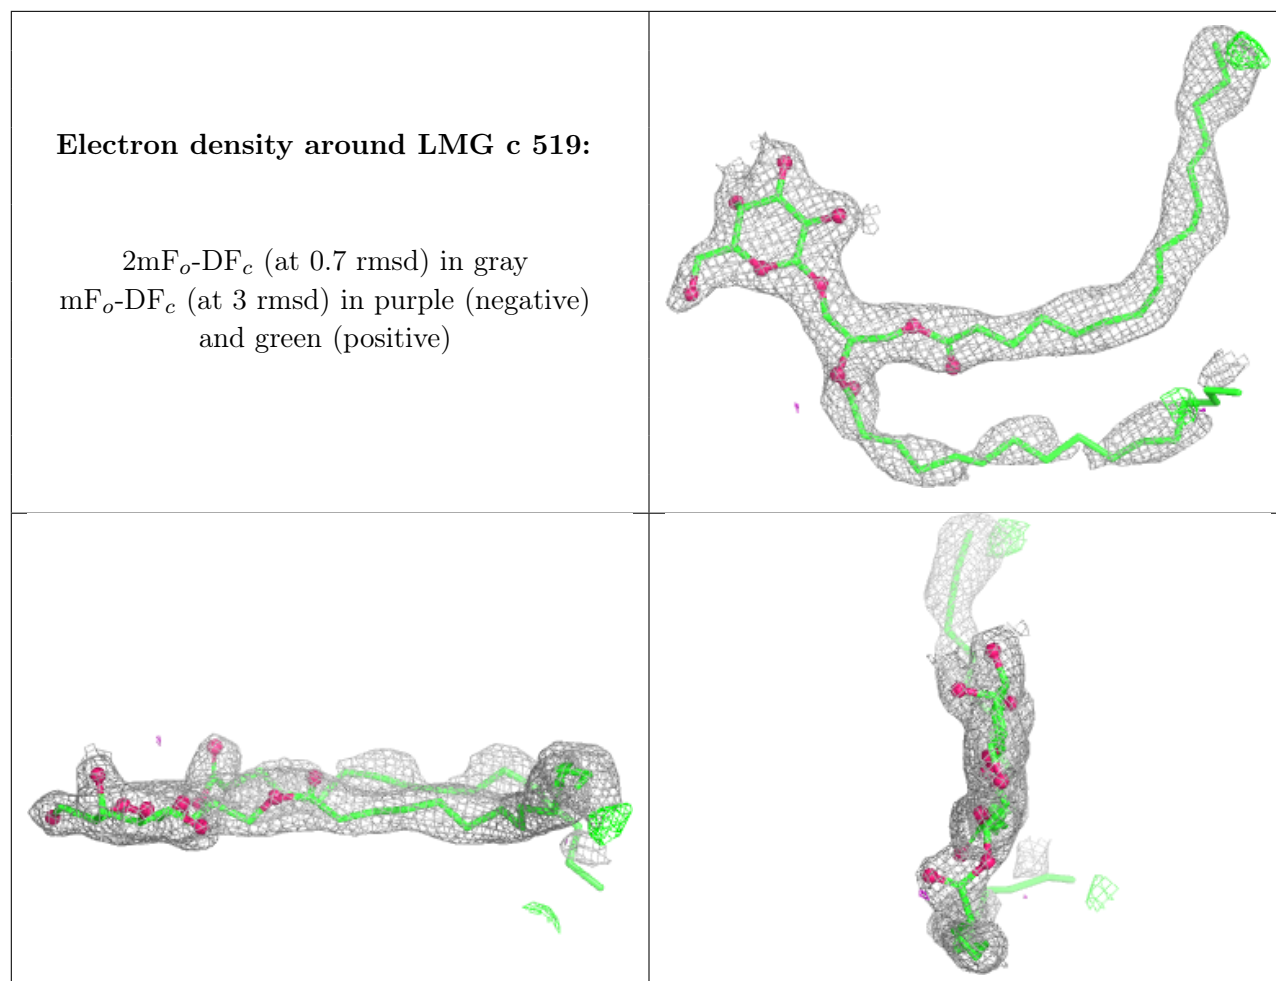 Electron density around LMG c 519:
2mFo-DFc (at 0.7 rmsd) in gray
mFo-DFc (at 3 rmsd) in purple (negative)
and green (positive)